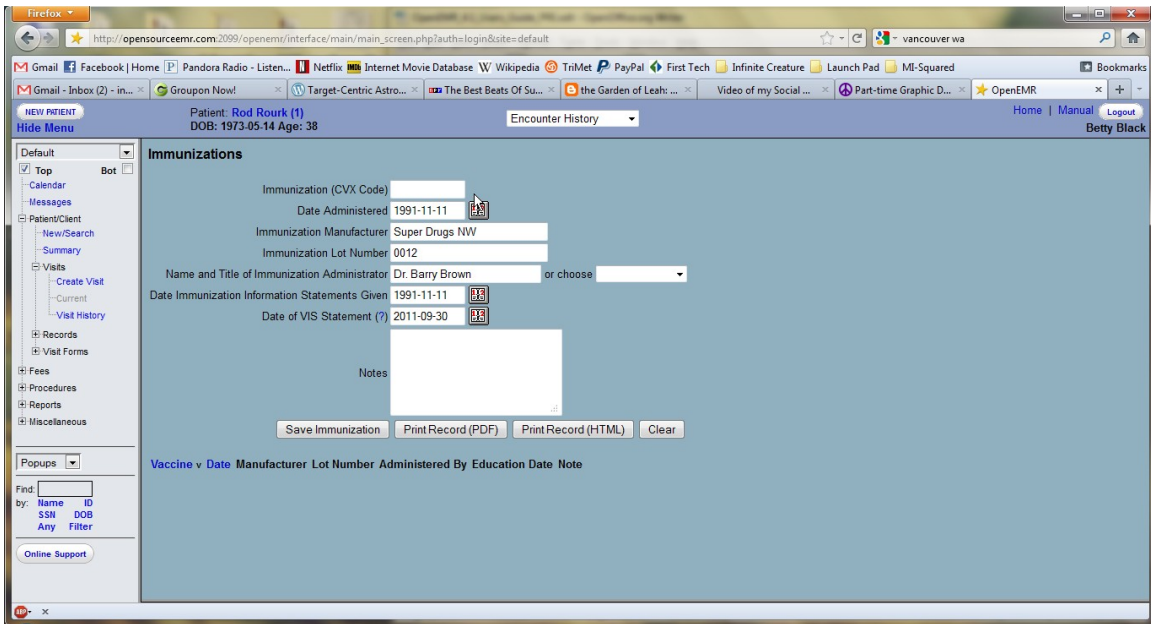 Firefox
http://opensourceemr.com:2099/openemr/interface/main/main_screen.php?auth=login&site=default
vancouver wa
Gmail Facebook | Home Pandora Radio - Listen... Netflix Internet Movie Database Wikipedia TriMet PayPal First Tech Infinite Creature Launch Pad MI-Squared Bookmarks
Gmail - Inbox (2) - in... Groupon Now! Target-Centric Astro... The Best Beats Of Su... the Garden of Leah: ... Video of my Social ... Part-time Graphic D... OpenEMR
NEW PATIENT
Hide Menu
Patient: Rod Rourk (1)
DOB: 1973-05-14 Age: 38
Encounter History
Home | Manual Logout
Betty Black
Default
Top Bot
Calendar
Messages
Patient/Client
New/Search
Summary
Visits
Create Visit
Current
Visit History
Records
Visit Forms
Fees
Procedures
Reports
Miscellaneous
Popups
Find:
by: Name ID
SSN DOB
Any Filter
Online Support
Immunizations
Immunization (CVX Code)
Date Administered 1991-11-11
Immunization Manufacturer Super Drugs NW
Immunization Lot Number 0012
Name and Title of Immunization Administrator Dr. Barry Brown or choose
Date Immunization Information Statements Given 1991-11-11
Date of VIS Statement (?) 2011-09-30
Notes
Save Immunization Print Record (PDF) Print Record (HTML) Clear
Vaccine v Date Manufacturer Lot Number Administered By Education Date Note